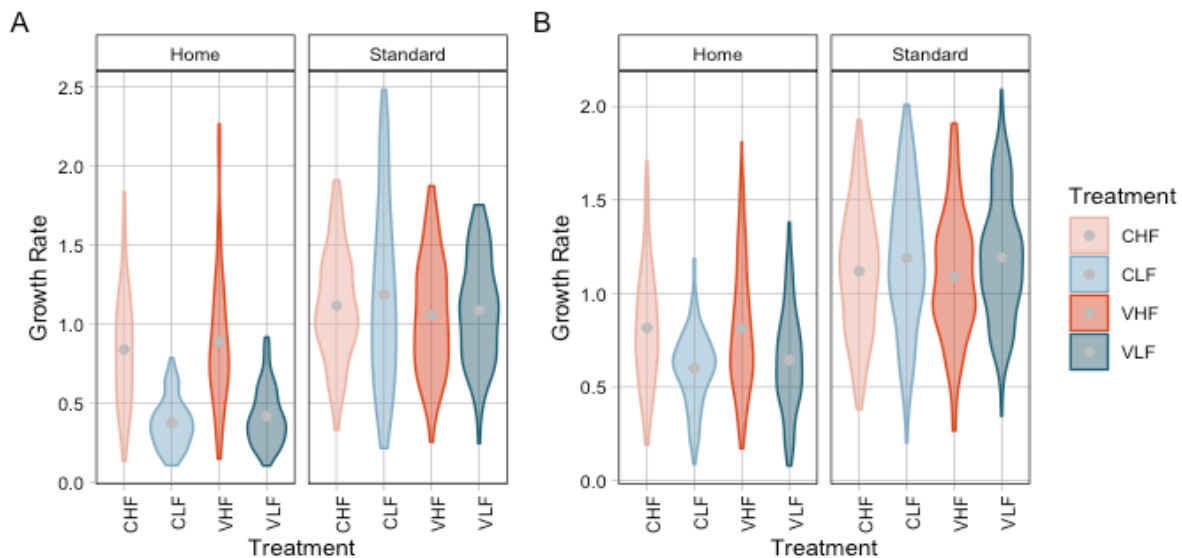 A
Home
Standard
Growth Rate
2.5
2.0
1.5
1.0
0.5
0.0
CHF
CLF
VHF
VLF
CHF
CLF
VHF
VLF
Treatment
B
Home
Standard
Growth Rate
2.0
1.5
1.0
0.5
0.0
CHF
CLF
VHF
VLF
CHF
CLF
VHF
VLF
Treatment
Treatment
CHF
CLF
VHF
VLF